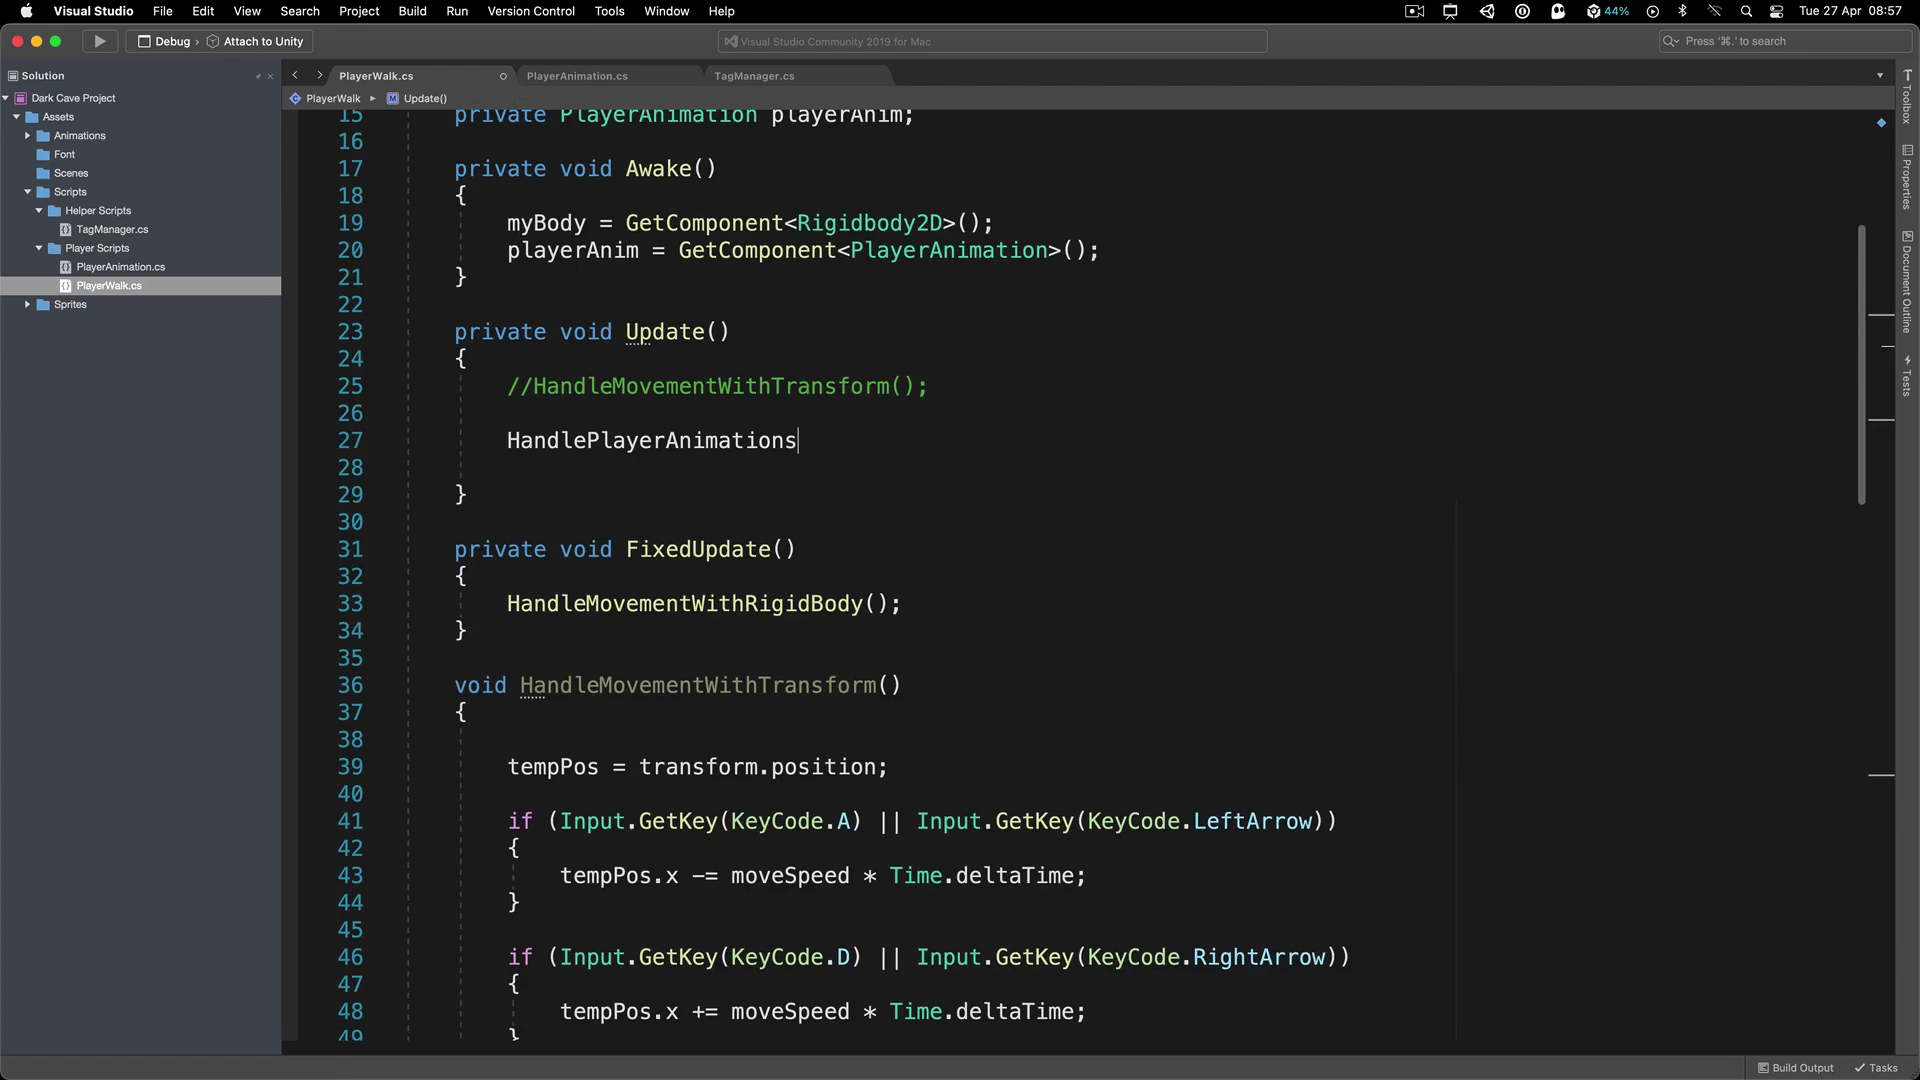 Visual Studio File Edit View Search Project Build Run Version Control Tools Window Help 44% Tue 27 Apr 08:57
Debug › Attach to Unity Visual Studio Community 2019 for Mac Press '⌘.' to search
Solution
Dark Cave Project
Assets
Animations
Font
Scenes
Scripts
Helper Scripts
TagManager.cs
Player Scripts
PlayerAnimation.cs
PlayerWalk.cs
Sprites
PlayerWalk.cs PlayerAnimation.cs TagManager.cs
PlayerWalk ▸ M Update()
15 private PlayerAnimation playerAnim;
16
17 private void Awake()
18 {
19 myBody = GetComponent<Rigidbody2D>();
20 playerAnim = GetComponent<PlayerAnimation>();
21 }
22
23 private void Update()
24 {
25 //HandleMovementWithTransform();
26
27 HandlePlayerAnimations
28
29 }
30
31 private void FixedUpdate()
32 {
33 HandleMovementWithRigidBody();
34 }
35
36 void HandleMovementWithTransform()
37 {
38
39 tempPos = transform.position;
40
41 if (Input.GetKey(KeyCode.A) || Input.GetKey(KeyCode.LeftArrow))
42 {
43 tempPos.x -= moveSpeed * Time.deltaTime;
44 }
45
46 if (Input.GetKey(KeyCode.D) || Input.GetKey(KeyCode.RightArrow))
47 {
48 tempPos.x += moveSpeed * Time.deltaTime;
49 }
Toolbox
Properties
Document Outline
Tests
Build Output Tasks